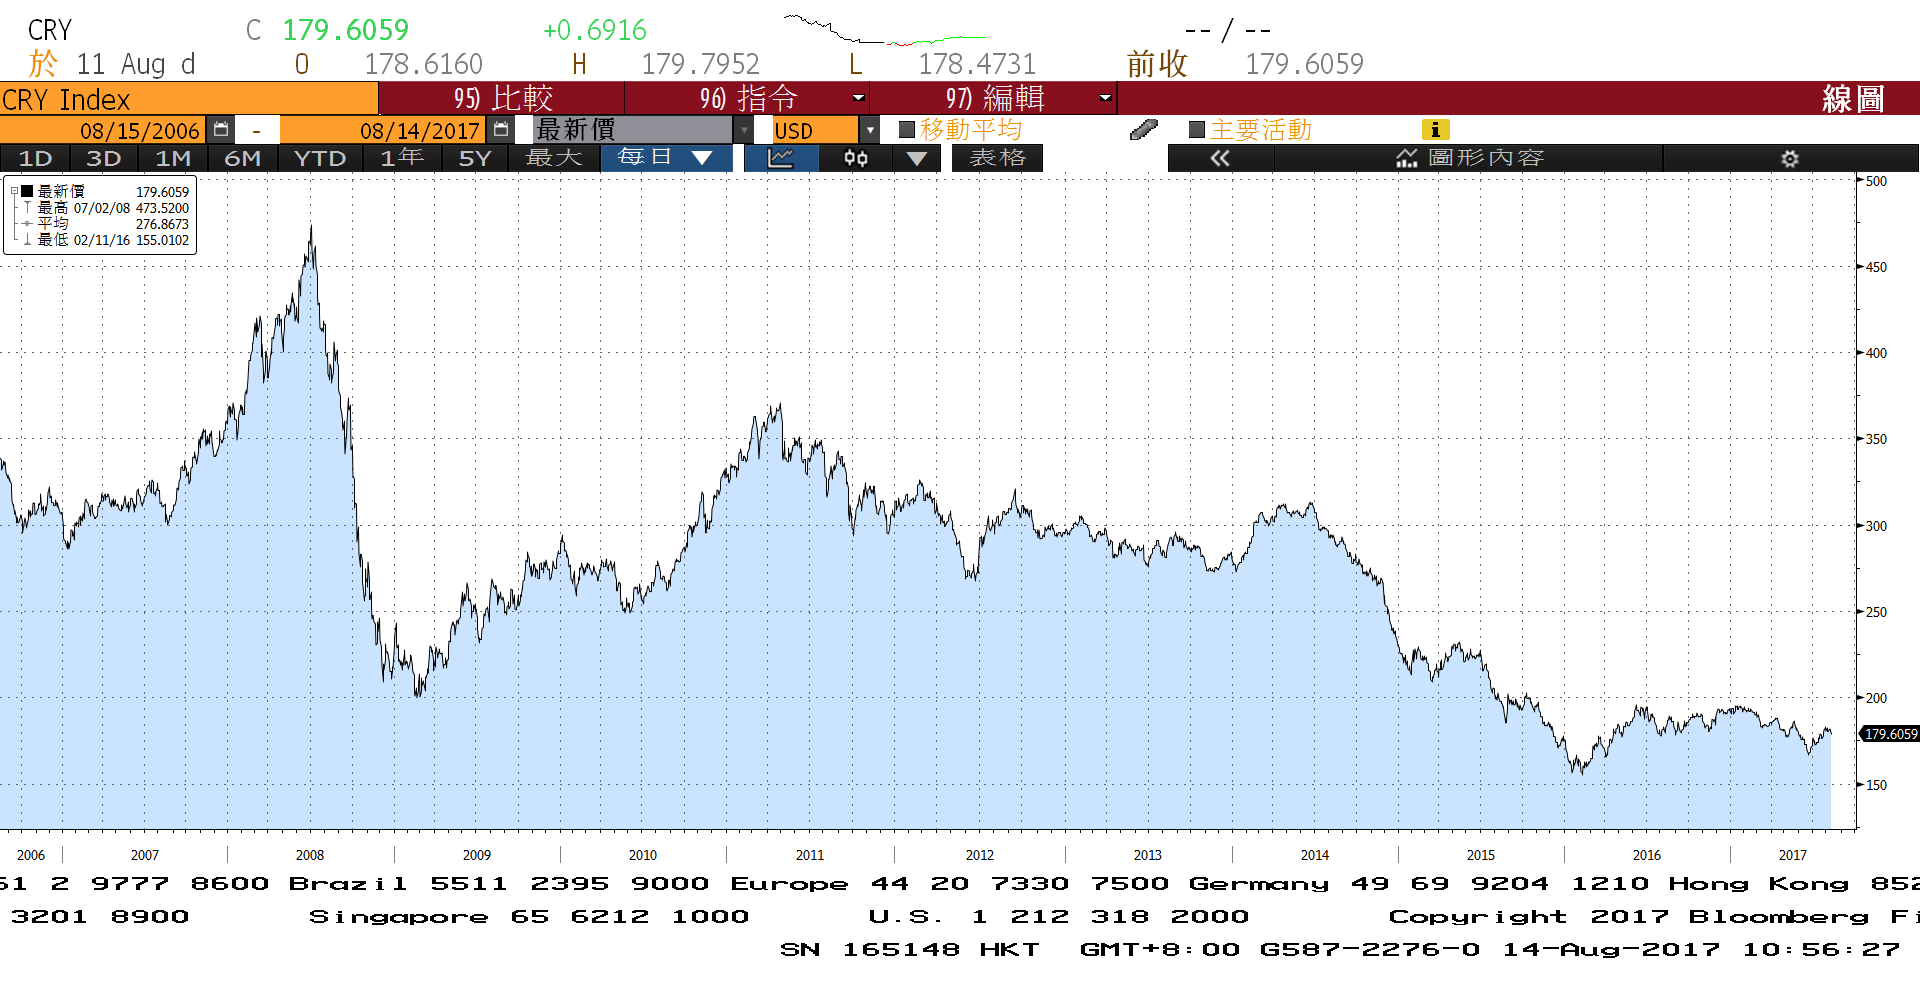 CRY C 179.6059 +0.6916 -- / --
於 11 Aug d O 178.6160 H 179.7952 L 178.4731 前收 179.6059
CRY Index 95) 比較 96) 指令 97) 編輯 線圖
08/15/2006 - 08/14/2017 最新價 USD 移動平均 主要活動
1D 3D 1M 6M YTD 1年 5Y 最大 每日 表格 « 圖形內容
最新價 179.6059
最高 07/02/08 473.5200
平均 276.8673
最低 02/11/16 155.0102
500
450
400
350
300
250
200
179.6059
150
2006 2007 2008 2009 2010 2011 2012 2013 2014 2015 2016 2017
61 2 9777 8600 Brazil 5511 2395 9000 Europe 44 20 7330 7500 Germany 49 69 9204 1210 Hong Kong 852
3201 8900 Singapore 65 6212 1000 U.S. 1 212 318 2000 Copyright 2017 Bloomberg Fi
SN 165148 HKT GMT+8:00 G587-2276-0 14-Aug-2017 10:56:27